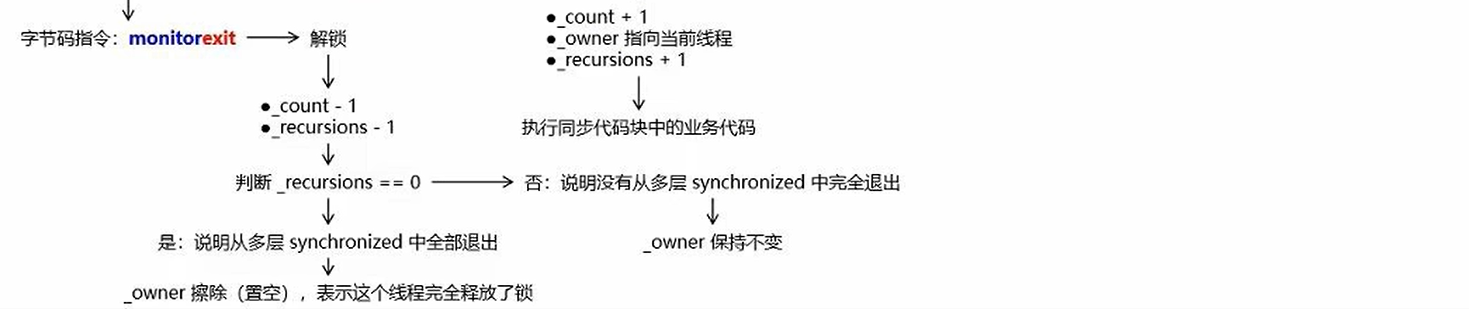 ●_count + 1
字节码指令：monitorexit
解锁
●_owner 指向当前线程
●_recursions + 1
●_count - 1
●_recursions - 1
执行同步代码块中的业务代码
判断 _recursions == 0
否：说明没有从多层 synchronized 中完全退出
是：说明从多层 synchronized 中全部退出
_owner 保持不变
_owner 擦除（置空），表示这个线程完全释放了锁